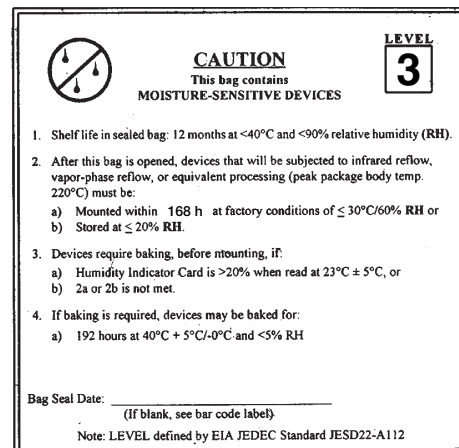 LEVEL
3
CAUTION
This bag contains
MOISTURE-SENSITIVE DEVICES
1. Shelf life in sealed bag: 12 months at <40°C and <90% relative humidity (RH).
2. After this bag is opened, devices that will be subjected to infrared reflow,
vapor-phase reflow, or equivalent processing (peak package body temp.
220°C) must be:
a) Mounted within 168 h at factory conditions of ≤ 30°C/60% RH or
b) Stored at ≤ 20% RH.
3. Devices require baking, before mounting, if:
a) Humidity Indicator Card is >20% when read at 23°C ± 5°C, or
b) 2a or 2b is not met.
4. If baking is required, devices may be baked for:
a) 192 hours at 40°C + 5°C/-0°C and <5% RH
Bag Seal Date:
(If blank, see bar code label)
Note: LEVEL defined by EIA JEDEC Standard JESD22-A112